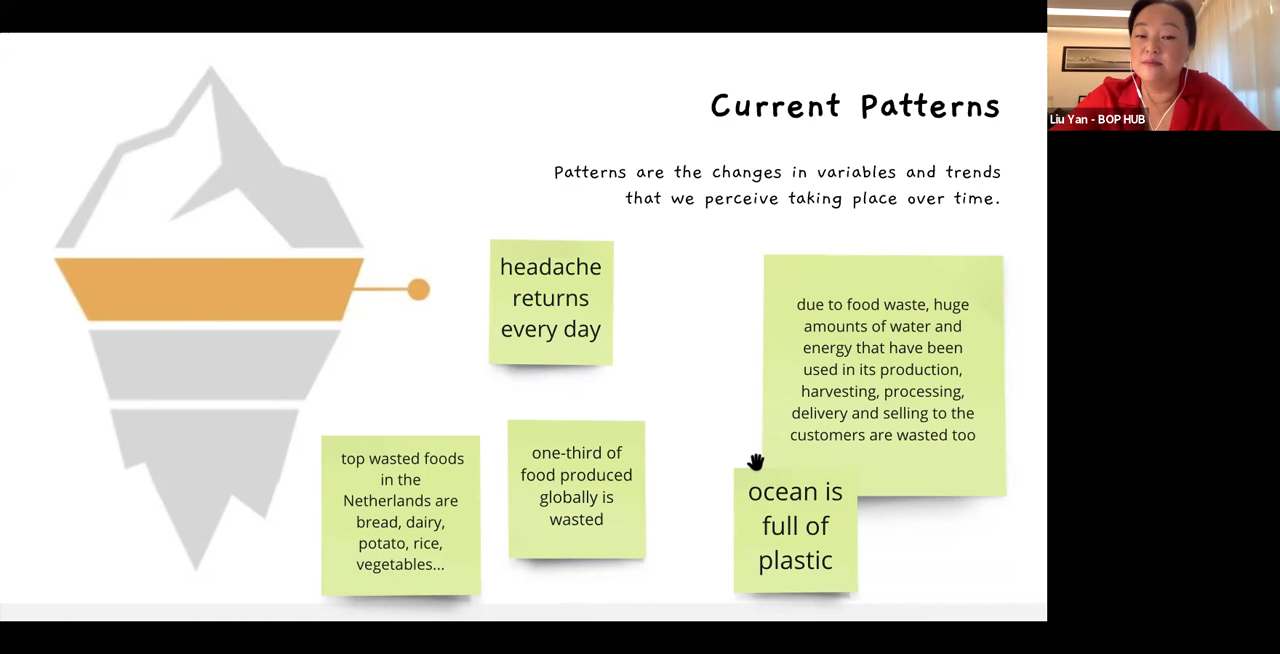 Current Patterns
Patterns are the changes in variables and trends
that we perceive taking place over time.
headache
returns
every day
due to food waste, huge
amounts of water and
energy that have been
used in its production,
harvesting, processing,
delivery and selling to the
customers are wasted too
top wasted foods
in the
Netherlands are
bread, dairy,
potato, rice,
vegetables...
one-third of
food produced
globally is
wasted
ocean is
full of
plastic
Liu Yan - BOP HUB